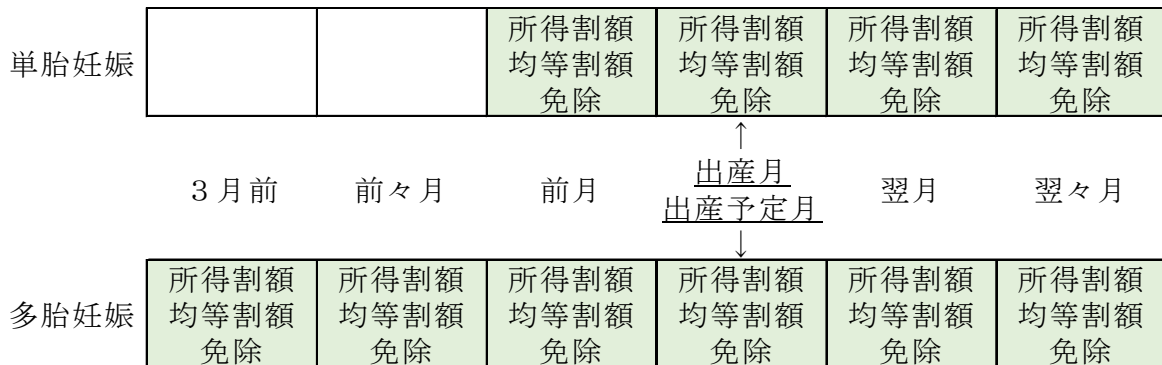 単胎妊娠
所得割額 所得割額 所得割額 所得割額
均等割額 均等割額 均等割額 均等割額
免除 免除 免除 免除
↑
3月前 前々月 前月 出産月 翌月 翌々月
出産予定月
↓
多胎妊娠
所得割額 所得割額 所得割額 所得割額 所得割額 所得割額
均等割額 均等割額 均等割額 均等割額 均等割額 均等割額
免除 免除 免除 免除 免除 免除